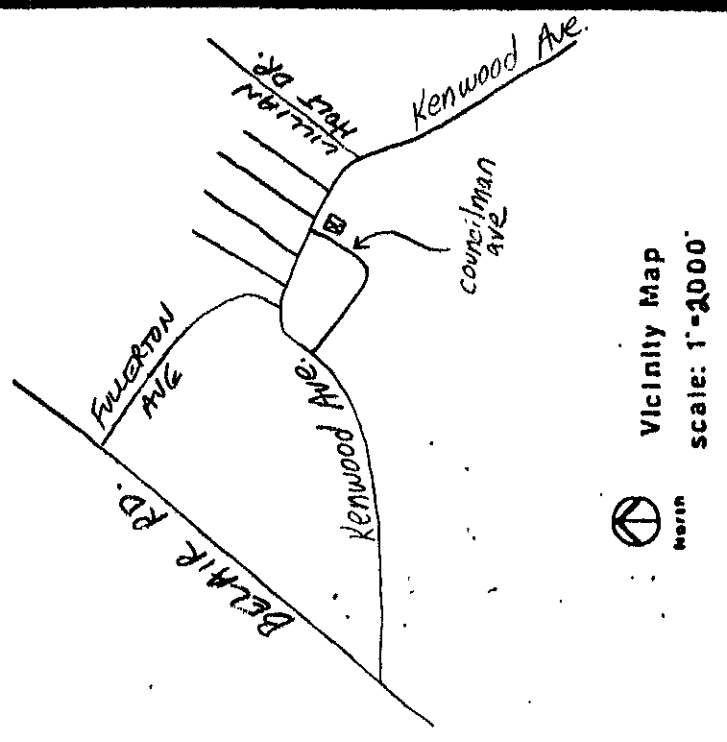 Kenwood Ave.
LILLIAN
HOLT DR.
councilman
ave
FULLERTON
AVE
Kenwood AVE.
BELAIR RD.
Vicinity Map
scale: 1"=2000'
North